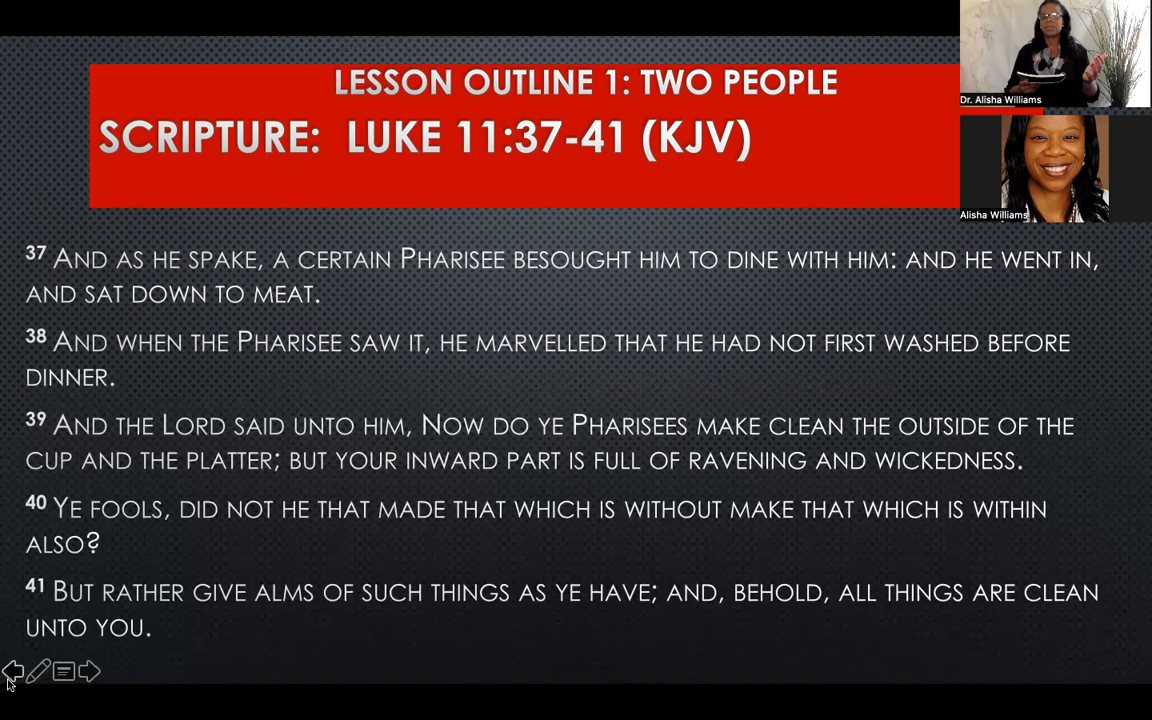 LESSON OUTLINE 1: TWO PEOPLE
SCRIPTURE: LUKE 11:37-41 (KJV)
Dr. Alisha Williams
Alisha Williams
37 AND AS HE SPAKE, A CERTAIN PHARISEE BESOUGHT HIM TO DINE WITH HIM: AND HE WENT IN,
AND SAT DOWN TO MEAT.
38 AND WHEN THE PHARISEE SAW IT, HE MARVELLED THAT HE HAD NOT FIRST WASHED BEFORE
DINNER.
39 AND THE LORD SAID UNTO HIM, NOW DO YE PHARISEES MAKE CLEAN THE OUTSIDE OF THE
CUP AND THE PLATTER; BUT YOUR INWARD PART IS FULL OF RAVENING AND WICKEDNESS.
40 YE FOOLS, DID NOT HE THAT MADE THAT WHICH IS WITHOUT MAKE THAT WHICH IS WITHIN
ALSO?
41 BUT RATHER GIVE ALMS OF SUCH THINGS AS YE HAVE; AND, BEHOLD, ALL THINGS ARE CLEAN
UNTO YOU.